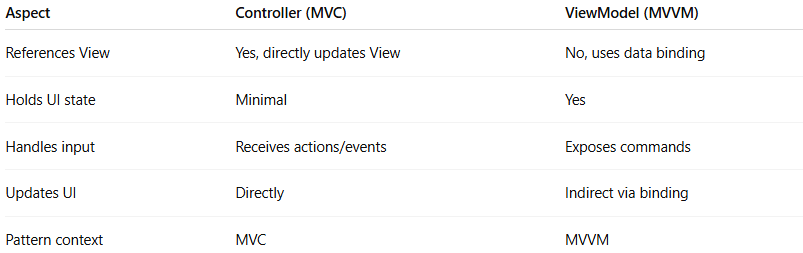 Aspect Controller (MVC) ViewModel (MVVM)
References View Yes, directly updates View No, uses data binding
Holds UI state Minimal Yes
Handles input Receives actions/events Exposes commands
Updates UI Directly Indirect via binding
Pattern context MVC MVVM